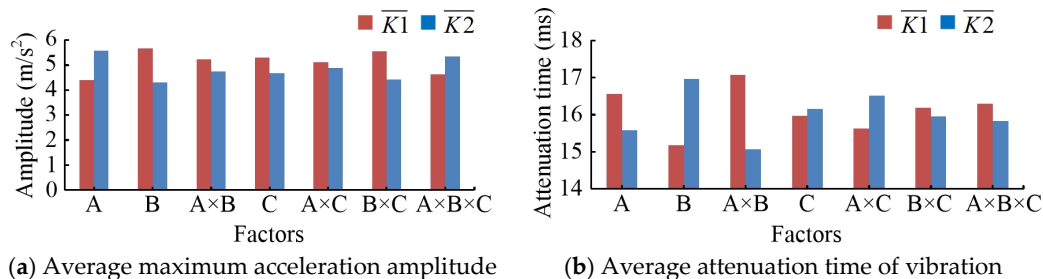 K1 K2
Amplitude (m/s²)
6
5
4
3
2
1
0
A B A×B C A×C B×C A×B×C
Factors
(a) Average maximum acceleration amplitude
K1 K2
Attenuation time (ms)
18
17
16
15
14
A B A×B C A×C B×C A×B×C
Factors
(b) Average attenuation time of vibration